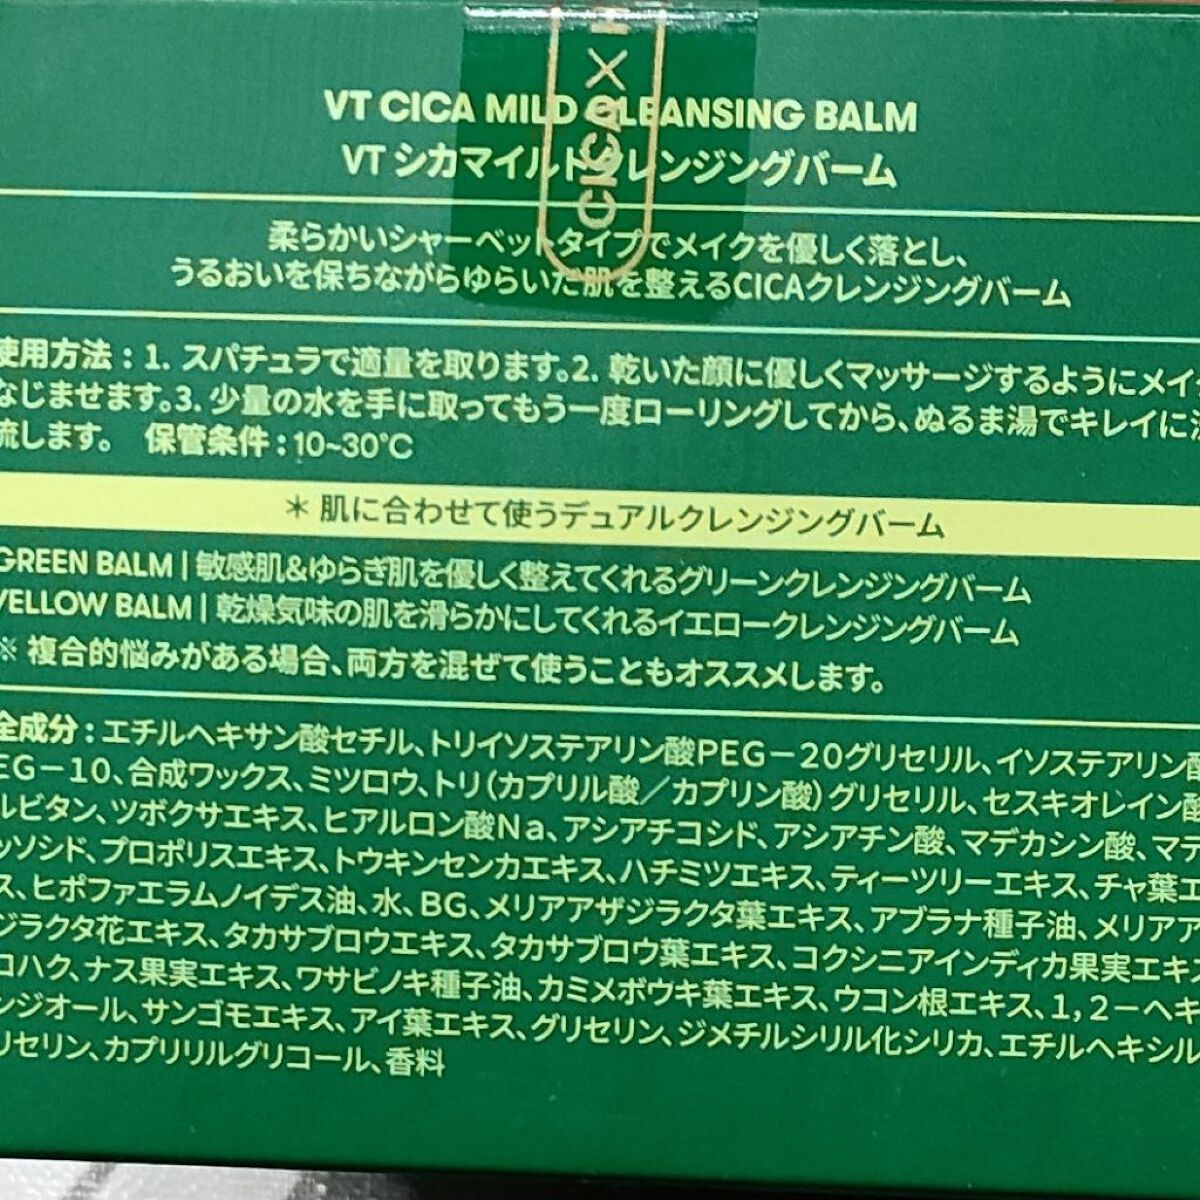 CICA×
VT CICA MILD CLEANSING BALM
VT シカマイルドクレンジングバーム
柔らかいシャーベットタイプでメイクを優しく落とし、
うるおいを保ちながらゆらいだ肌を整えるCICAクレンジングバーム
使用方法 : 1. スパチュラで適量を取ります。2. 乾いた顔に優しくマッサージするようにメイ
なじませます。3. 少量の水を手に取ってもう一度ローリングしてから、ぬるま湯でキレイに
流します。 保管条件 : 10~30℃
＊ 肌に合わせて使うデュアルクレンジングバーム
GREEN BALM | 敏感肌&ゆらぎ肌を優しく整えてくれるグリーンクレンジングバーム
YELLOW BALM | 乾燥気味の肌を滑らかにしてくれるイエロークレンジングバーム
※ 複合的悩みがある場合、両方を混ぜて使うこともオススメします。
全成分 : エチルヘキサン酸セチル、トリイソステアリン酸PEG－20グリセリル、イソステアリン酸
EG－10、合成ワックス、ミツロウ、トリ（カプリル酸／カプリン酸）グリセリル、セスキオレイン酸
ルビタン、ツボクサエキス、ヒアルロン酸Na、アシアチコシド、アシアチン酸、マデカシン酸、マデ
ッソシド、プロポリスエキス、トウキンセンカエキス、ハチミツエキス、ティーツリーエキス、チャ葉エ
ス、ヒポファエラムノイデス油、水、BG、メリアアザジラクタ葉エキス、アブラナ種子油、メリアア
ジラクタ花エキス、タカサブロウエキス、タカサブロウ葉エキス、コクシニアインディカ果実エキ
コハク、ナス果実エキス、ワサビノキ種子油、カミメボウキ葉エキス、ウコン根エキス、1，2－ヘキ
ンジオール、サンゴモエキス、アイ葉エキス、グリセリン、ジメチルシリル化シリカ、エチルヘキシル
リセリン、カプリリルグリコール、香料